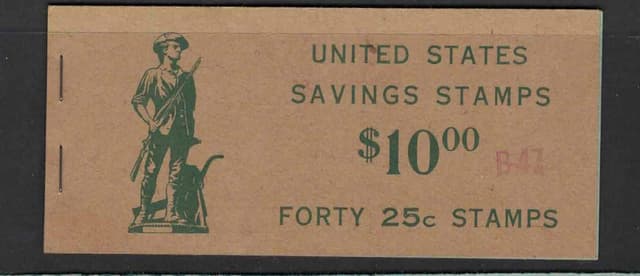 UNITED STATES
SAVINGS STAMPS
$10.00
B47
FORTY 25c STAMPS